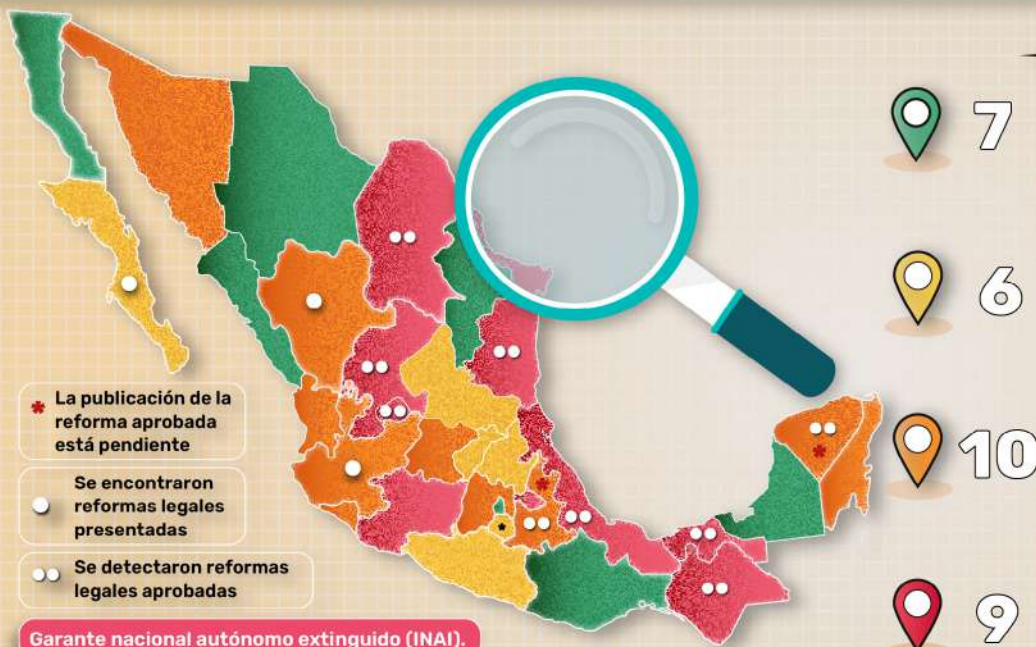 7
6
* La publicación de la
reforma aprobada
está pendiente
10
Se encontraron
reformas legales
presentadas
Se detectaron reformas
legales aprobadas
9
Garante nacional autónomo extinguido (INAI).